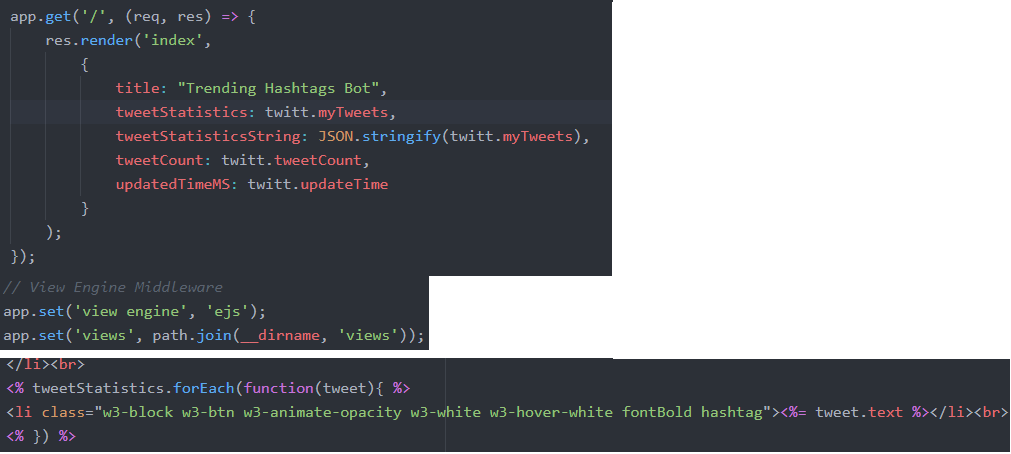 app.get('/', (req, res) => {
res.render('index',
{
title: "Trending Hashtags Bot",
tweetStatistics: twitt.myTweets,
tweetStatisticsString: JSON.stringify(twitt.myTweets),
tweetCount: twitt.tweetCount,
updatedTimeMS: twitt.updateTime
}
);
});
// View Engine Middleware
app.set('view engine', 'ejs');
app.set('views', path.join(__dirname, 'views'));
</li><br>
<% tweetStatistics.forEach(function(tweet){ %>
<li class="w3-block w3-btn w3-animate-opacity w3-white w3-hover-white fontBold hashtag"><%= tweet.text %></li><br>
<% }) %>